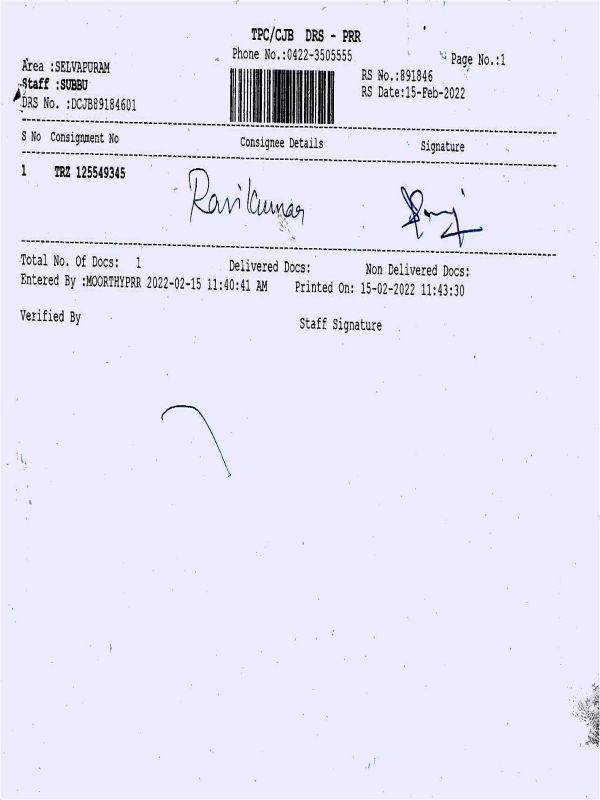 TPC/CJB DRS - PRR
Phone No.:0422-3505555
Page No.:1
Area :SELVAPURAM
Staff :SUBBU
DRS No. :DCJB89184601
RS No.:891846
RS Date:15-Feb-2022
S No Consignment No Consignee Details Signature
1 TRZ 125549345 Ravikumar
Total No. Of Docs: 1 Delivered Docs: Non Delivered Docs:
Entered By :MOORTHYPRR 2022-02-15 11:40:41 AM Printed On: 15-02-2022 11:43:30
Verified By Staff Signature